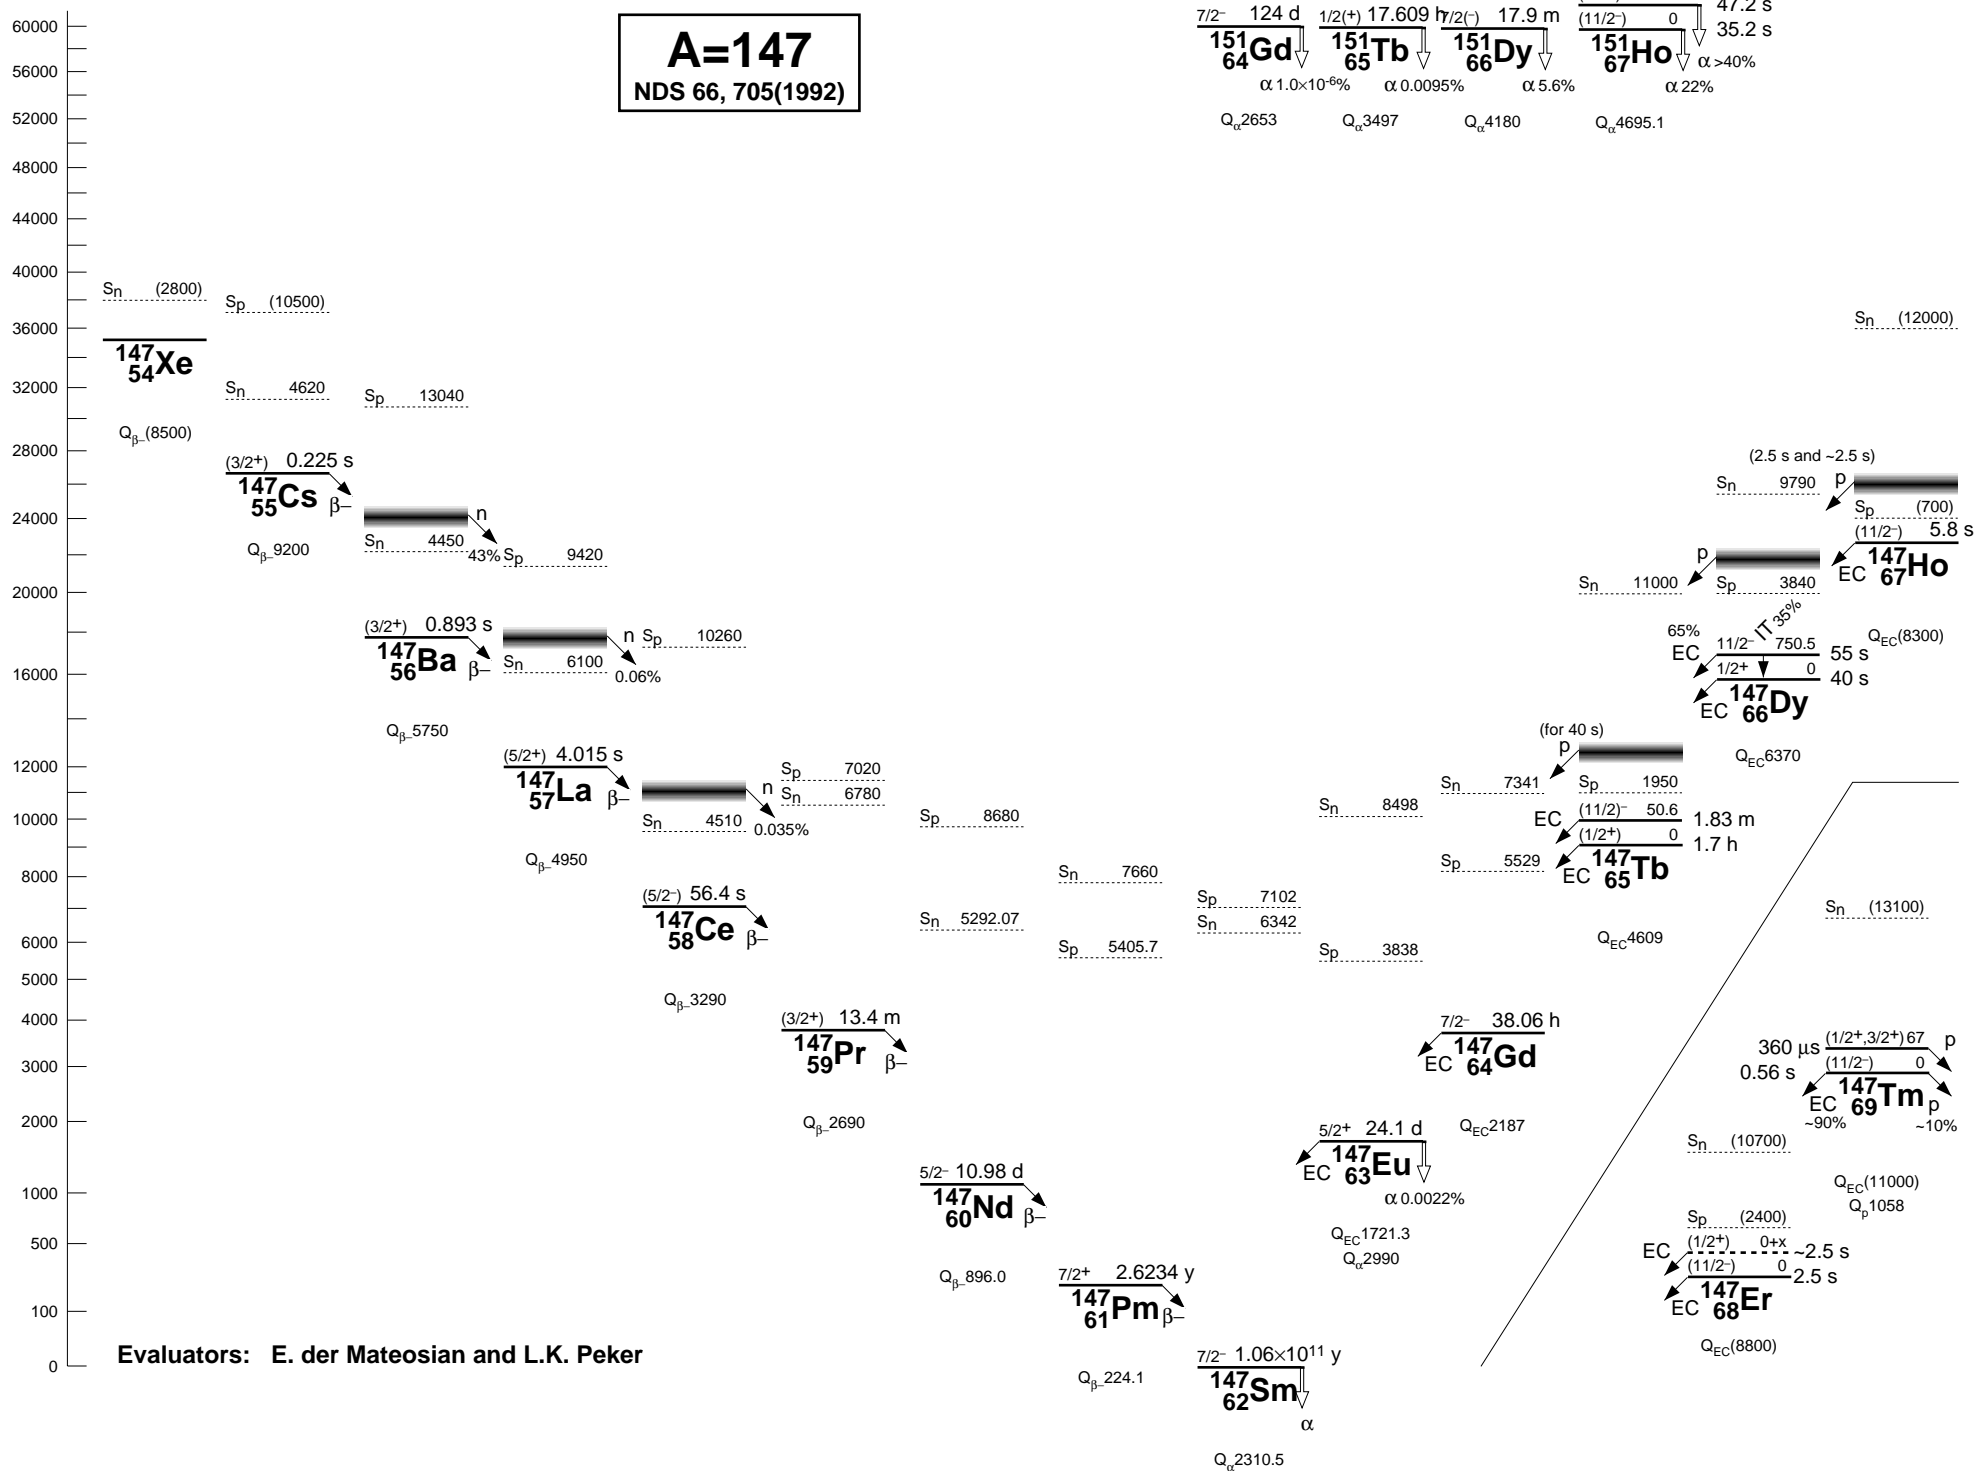 A=147
NDS 66, 705(1992)
60000
56000
52000
48000
44000
40000
36000
32000
28000
24000
20000
16000
12000
10000
8000
6000
5000
4000
3000
2000
1000
500
100
0
7/2− 124 d
151 64 Gd
α 1.0×10⁻⁶%
Qα2653
1/2(+) 17.609 h
151 65 Tb
α 0.0095%
Qα3497
7/2(-) 17.9 m
151 66 Dy
α 5.6%
Qα4180
47.2 s
(11/2−) 0 35.2 s
151 67 Ho
α >40%
α 22%
Qα4695.1
Sn (2800)
147 54 Xe
Qβ−(8500)
Sp (10500)
Sn 4620
(3/2+) 0.225 s
147 55 Cs β−
Qβ−9200
Sp 13040
n
Sn 4450
43%
(3/2+) 0.893 s
147 56 Ba β−
Qβ−5750
Sp 9420
n
Sn 6100
0.06%
(5/2+) 4.015 s
147 57 La β−
Qβ−4950
Sp 10260
n
Sn 4510
0.035%
(5/2−) 56.4 s
147 58 Ce β−
Qβ−3290
Sp 7020
Sn 6780
(3/2+) 13.4 m
147 59 Pr β−
Qβ−2690
Sp 8680
Sn 5292.07
5/2− 10.98 d
147 60 Nd β−
Qβ−896.0
Sn 7660
Sp 5405.7
7/2+ 2.6234 y
147 61 Pm β−
Qβ−224.1
Sp 7102
Sn 6342
7/2− 1.06×10¹¹ y
147 62 Sm
α
Qα2310.5
Sn 8498
Sp 3838
5/2+ 24.1 d
EC 147 63 Eu
α 0.0022%
QEC1721.3
Qα2990
Sn 7341
Sp 5529
7/2− 38.06 h
EC 147 64 Gd
QEC2187
Sn 11000
(for 40 s)
p
Sp 1950
EC (11/2)− 50.6 1.83 m
(1/2+) 0 1.7 h
EC 147 65 Tb
QEC4609
Sn 9790
p
Sp 3840
IT 35%
65%
EC 11/2− 750.5 55 s
1/2+ 0 40 s
EC 147 66 Dy
QEC6370
Sn (12000)
(2.5 s and ~2.5 s)
p
Sp (700)
(11/2−) 5.8 s
EC 147 67 Ho
QEC(8300)
Sn (13100)
360 μs (1/2+,3/2+) 67 p
0.56 s (11/2−) 0
EC 147 69 Tm p
~90% ~10%
QEC(11000)
Qp1058
Sn (10700)
Sp (2400)
EC (1/2+) 0+x ~2.5 s
(11/2−) 0 2.5 s
EC 147 68 Er
QEC(8800)
Evaluators: E. der Mateosian and L.K. Peker